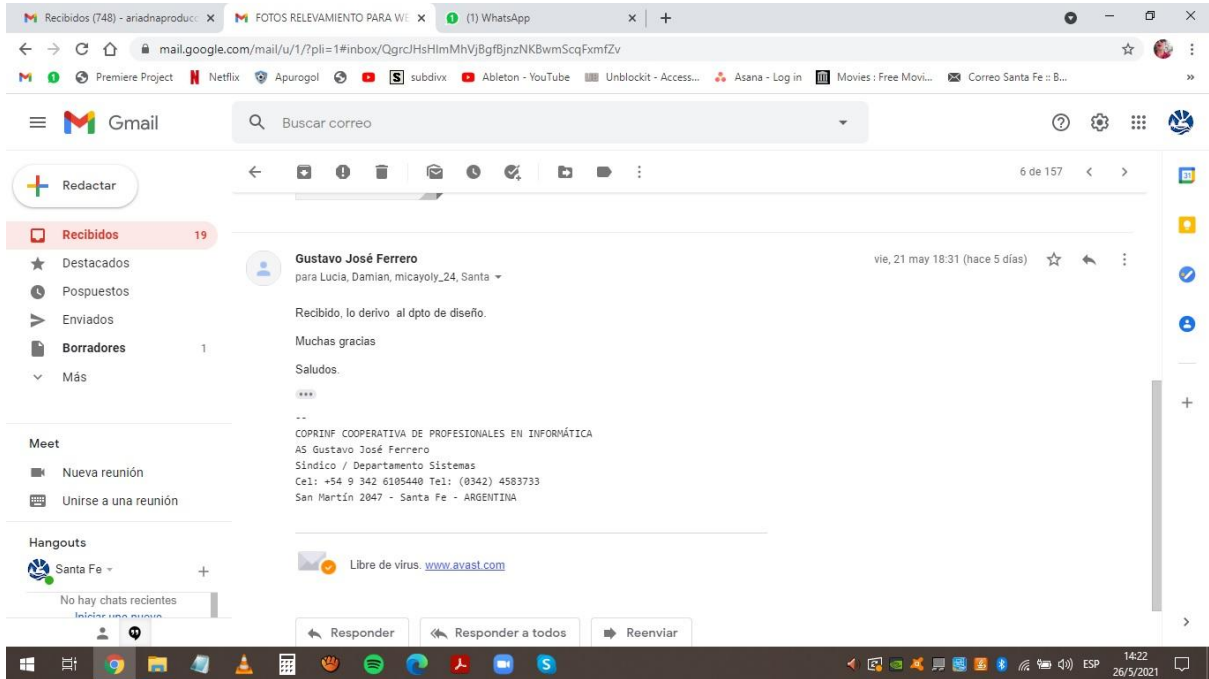 Recibidos (748) - ariadnaproducc
FOTOS RELEVAMIENTO PARA WE
(1) WhatsApp
mail.google.com/mail/u/1/?pli=1#inbox/QgrcJHsHlmMhVjBgfBjnzNKBwmScqFxmfZv
Premiere Project Netflix Apurogol subdivx Ableton - YouTube Unblockit - Access... Asana - Log in Movies : Free Movi... Correo Santa Fe :: B... »
Gmail
Buscar correo
Redactar
6 de 157
Recibidos 19
Destacados
Pospuestos
Enviados
Borradores 1
Más
Meet
Nueva reunión
Unirse a una reunión
Hangouts
Santa Fe
No hay chats recientes
Iniciar uno nuevo
Gustavo José Ferrero
vie, 21 may 18:31 (hace 5 días)
para Lucia, Damian, micayoly_24, Santa
Recibido, lo derivo al dpto de diseño.
Muchas gracias
Saludos.
--
COPRINF COOPERATIVA DE PROFESIONALES EN INFORMÁTICA
AS Gustavo José Ferrero
Sindico / Departamento Sistemas
Cel: +54 9 342 6105440 Tel: (0342) 4583733
San Martín 2047 - Santa Fe - ARGENTINA
Libre de virus. www.avast.com
Responder
Responder a todos
Reenviar
ESP
14:22
26/5/2021